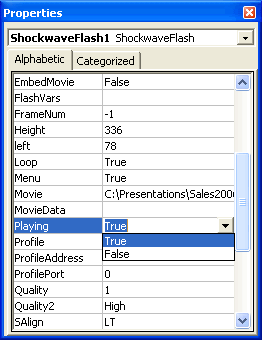 Properties
ShockwaveFlash1 ShockwaveFlash
Alphabetic Categorized
EmbedMovie False
FlashVars
FrameNum -1
Height 336
left 78
Loop True
Menu True
Movie C:\Presentations\Sales200
MovieData
Playing True
Profile True
ProfileAddress False
ProfilePort 0
Quality 1
Quality2 High
SAlign LT